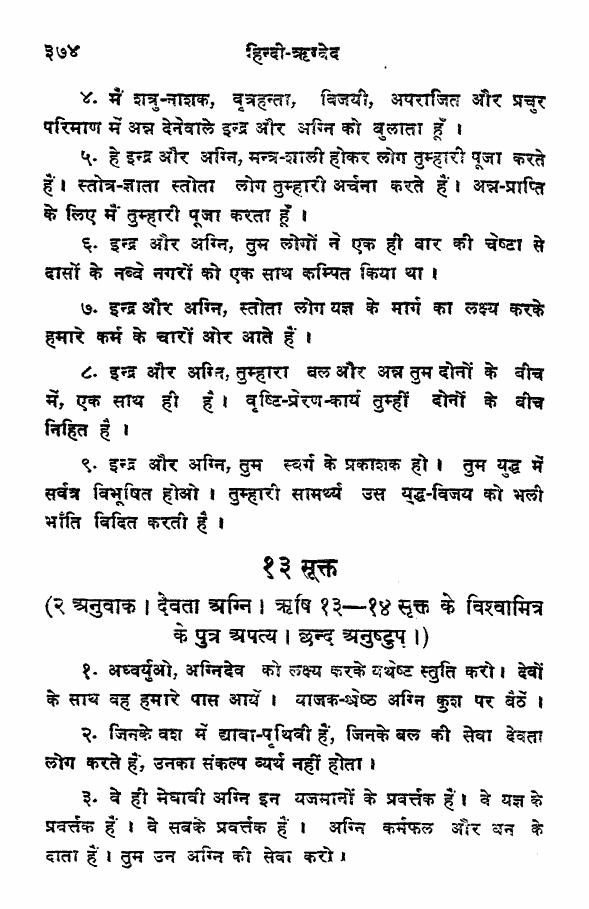 ३७४ हिन्दी-ऋग्वेद
४. मैं शत्रु-नाशक, वृत्रहन्ता, विजयी, अपराजित और प्रचुर
परिमाण में अन्न देनेवाले इन्द्र और अग्नि को बुलाता हूँ ।
५. हे इन्द्र और अग्नि, मन्त्र-शाली होकर लोग तुम्हारी पूजा करते
हैं। स्तोत्र-ज्ञाता स्तोता लोग तुम्हारी अर्चना करते हैं। अन्न-प्राप्ति
के लिए मैं तुम्हारी पूजा करता हूँ ।
६. इन्द्र और अग्नि, तुम लोगों ने एक ही बार की चेष्टा से
दासों के नब्बे नगरों को एक साथ कम्पित किया था ।
७. इन्द्र और अग्नि, स्तोता लोग यज्ञ के मार्ग का लक्ष्य करके
हमारे कर्म के चारों ओर आते हैं ।
८. इन्द्र और अग्नि, तुम्हारा बल और अन्न तुम दोनों के बीच
में, एक साथ ही है। वृष्टि-प्रेरण-कार्य तुम्हीं दोनों के बीच
निहित है ।
९. इन्द्र और अग्नि, तुम स्वर्ग के प्रकाशक हो। तुम युद्ध में
सर्वत्र विभूषित होओ । तुम्हारी सामर्थ्य उस युद्ध-विजय को भली
भाँति विदित करती है ।
१३ सूक्त
(२ अनुवाक। देवता अग्नि। ऋषि १३—१४ सूक्त के विश्वामित्र
के पुत्र अपत्य। छन्द अनुष्टुप्।)
१. अध्वर्युओ, अग्निदेव को लक्ष्य करके यथेष्ट स्तुति करो। देवों
के साथ वह हमारे पास आयें। याजक-श्रेष्ठ अग्नि कुश पर बैठें ।
२. जिनके वश में द्यावा-पृथिवी हैं, जिनके बल की सेवा देवता
लोग करते हैं, उनका संकल्प व्यर्थ नहीं होता ।
३. वे ही मेधावी अग्नि इन यजमानों के प्रवर्त्तक हैं। वे यज्ञ के
प्रवर्त्तक हैं । वे सबके प्रवर्त्तक हैं । अग्नि कर्मफल और धन के
दाता हैं। तुम उन अग्नि की सेवा करो।